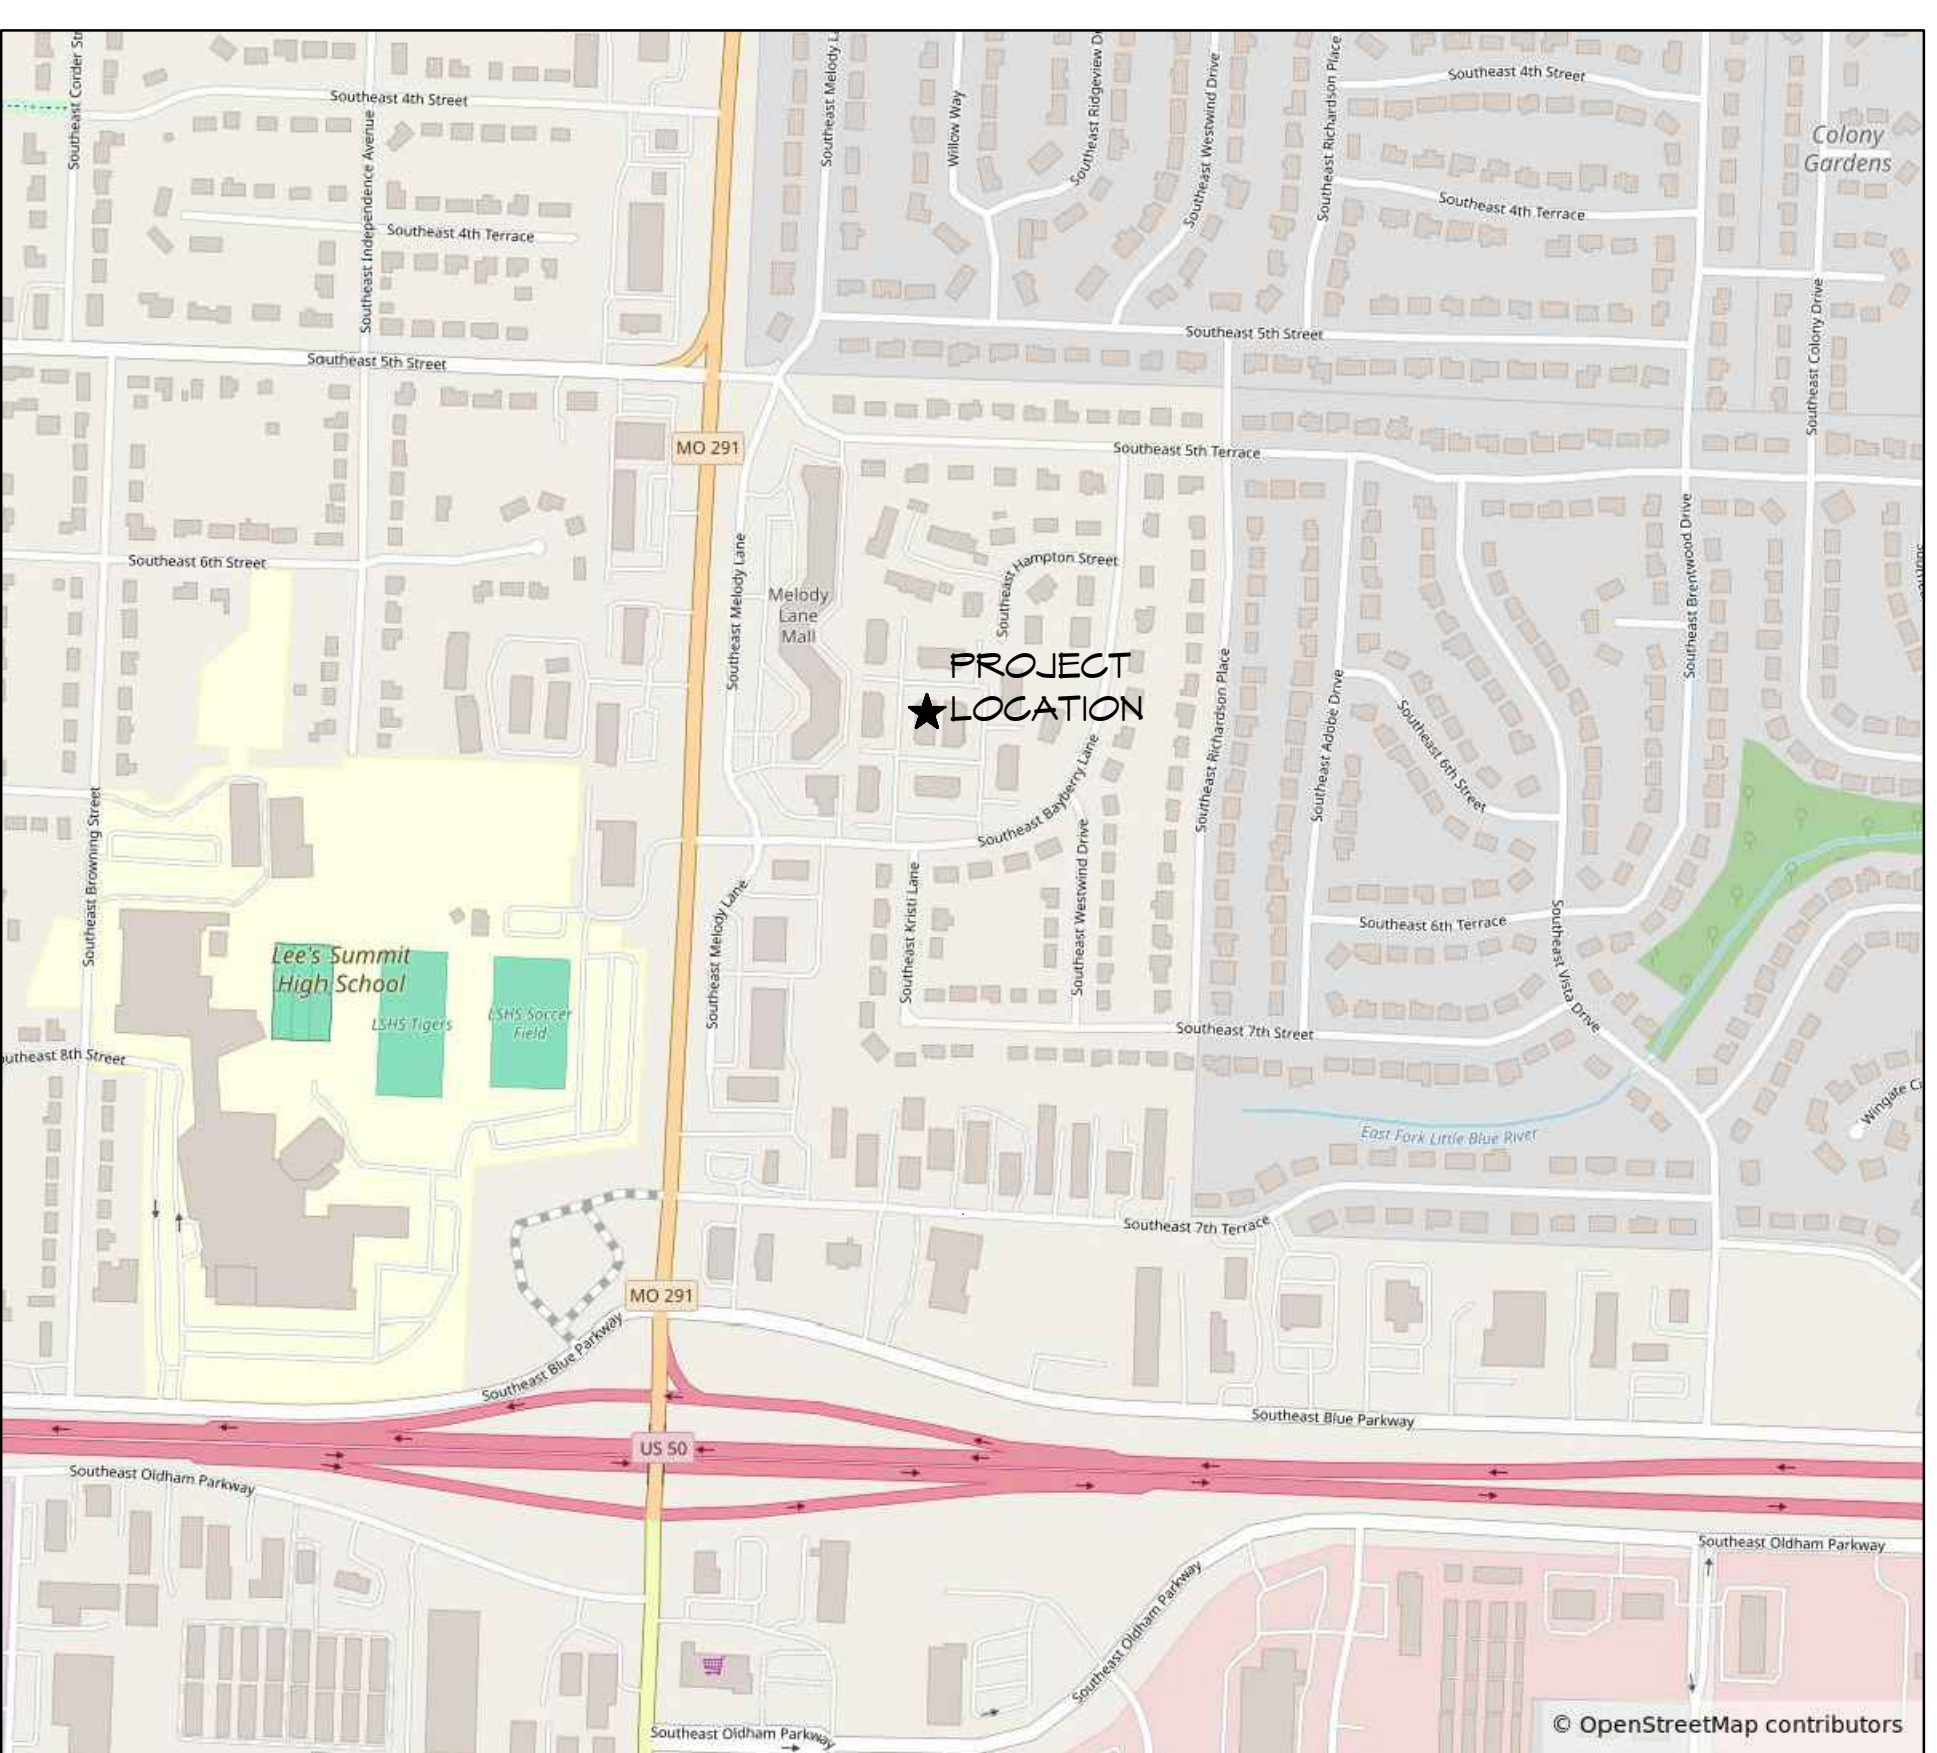 Southeast Corder Str
Southeast 4th Street
Southeast Independence Avenue
Southeast 4th Terrace
Southeast Melody L
Willow Way
Southeast Ridgeview D
Southeast Westwind Drive
Southeast Richardson Place
Southeast 4th Street
Southeast 4th Terrace
Colony
Gardens
Southeast Colony Drive
Southeast 5th Street
Southeast 5th Street
MO 291
Southeast 5th Terrace
Southeast 6th Street
Southeast Melody Lane
Melody
Lane
Mall
Southeast Hampton Street
PROJECT
LOCATION
Southeast Bayberry Lane
Southeast Richardson Place
Southeast Adobe Drive
Southeast 6th Street
Southeast Brentwood Drive
Southeast Browning Street
Southeast Melody Lane
Southeast Kristi Lane
Southeast Westwind Drive
Southeast 6th Terrace
Southeast Vista Drive
Lee's Summit
High School
LSHS Tigers
LSHS Soccer
Field
utheast 8th Street
Southeast 7th Street
Wingate Ci
East Fork Little Blue River
Southeast 7th Terrace
MO 291
Southeast Blue Parkway
Southeast Blue Parkway
US 50
Southeast Oldham Parkway
Southeast Oldham Parkway
Southeast Oldham Parkway
Southeast Oldham Parkway
© OpenStreetMap contributors